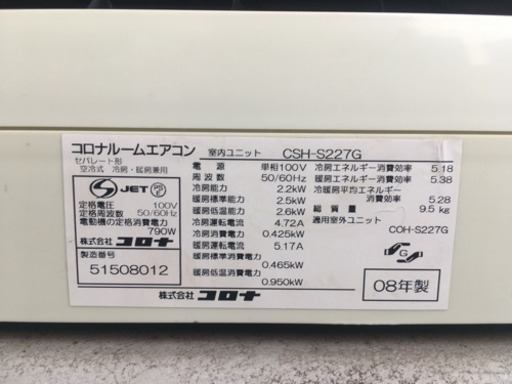 コロナルームエアコン
セパレート形
空冷式 冷房・暖房兼用
JET
定格電圧 100V
定格周波数 50/60Hz
電動機の定格消費電力
790W
株式会社 コロナ
製造番号
51508012
室内ユニット CSH-S227G
電源 単相100V
周波数 50/60Hz
冷房能力 2.2kW
暖房標準能力 2.5kW
暖房低温能力 2.6kW
冷房運転電流 4.72A
冷房消費電力 0.425kW
暖房運転電流 5.17A
暖房標準消費電力
0.465kW
暖房低温消費電力
0.950kW
株式会社 コロナ
冷房エネルギー消費効率 5.18
暖房エネルギー消費効率 5.38
冷暖房平均エネルギー
消費効率 5.28
総質量 9.5kg
適用室外ユニット
COH-S227G
G
08年製